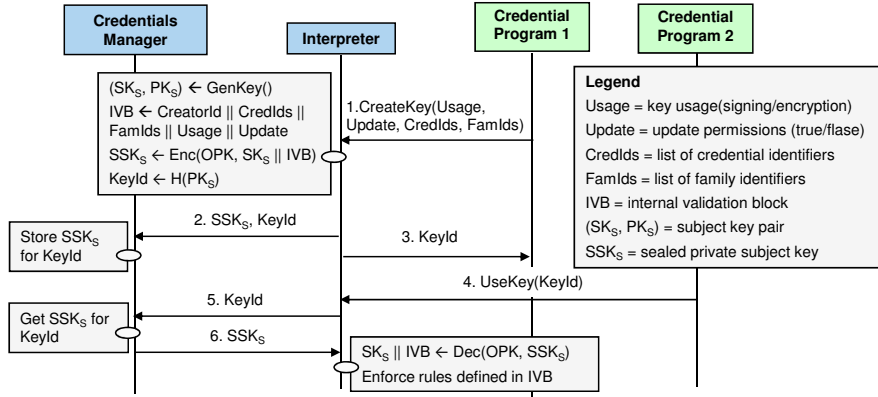 Credentials
Manager
Interpreter
Credential
Program 1
Credential
Program 2
(SKS, PKS) ← GenKey()
IVB ← CreatorId || CredIds ||
FamIds || Usage || Update
SSKS ← Enc(OPK, SKS || IVB)
KeyId ← H(PKS)
1.CreateKey(Usage,
Update, CredIds, FamIds)
Legend
Usage = key usage(signing/encryption)
Update = update permissions (true/flase)
CredIds = list of credential identifiers
FamIds = list of family identifiers
IVB = internal validation block
(SKS, PKS) = subject key pair
SSKS = sealed private subject key
2. SSKS, KeyId
Store SSKS
for KeyId
3. KeyId
4. UseKey(KeyId)
5. KeyId
Get SSKS for
KeyId
6. SSKS
SKS || IVB ← Dec(OPK, SSKS)
Enforce rules defined in IVB